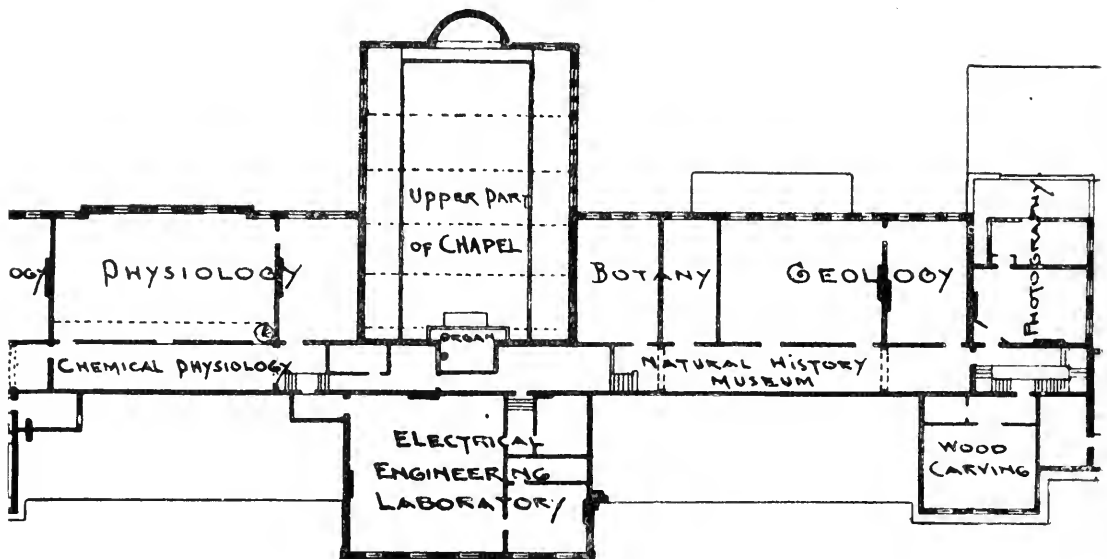 UPPER PART
OF CHAPEL
OGY
PHYSIOLOGY
BOTANY
GEOLOGY
PHOTOGRAPHY
ORGAN
CHEMICAL PHYSIOLOGY
NATURAL HISTORY
MUSEUM
ELECTRICAL
ENGINEERING
LABORATORY
WOOD
CARVING